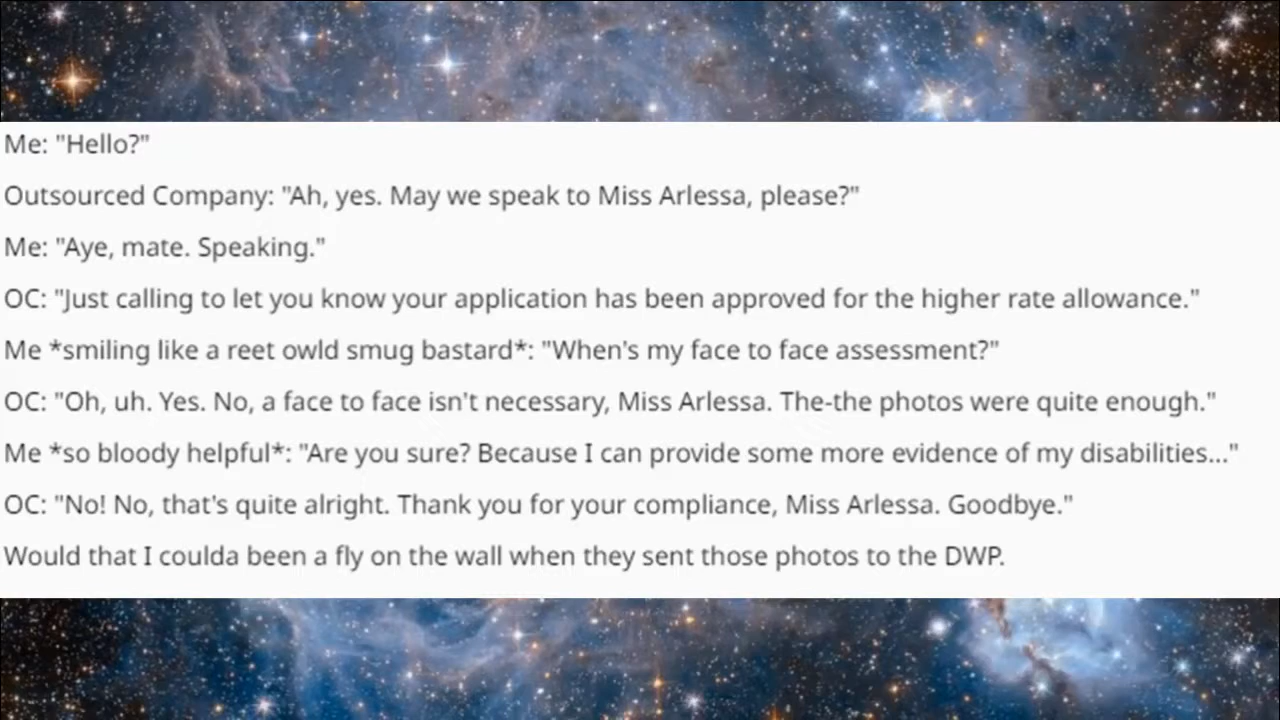 Me: "Hello?"
Outsourced Company: "Ah, yes. May we speak to Miss Arlessa, please?"
Me: "Aye, mate. Speaking."
OC: "Just calling to let you know your application has been approved for the higher rate allowance."
Me *smiling like a reet owld smug bastard*: "When's my face to face assessment?"
OC: "Oh, uh. Yes. No, a face to face isn't necessary, Miss Arlessa. The-the photos were quite enough."
Me *so bloody helpful*: "Are you sure? Because I can provide some more evidence of my disabilities..."
OC: "No! No, that's quite alright. Thank you for your compliance, Miss Arlessa. Goodbye."
Would that I coulda been a fly on the wall when they sent those photos to the DWP.